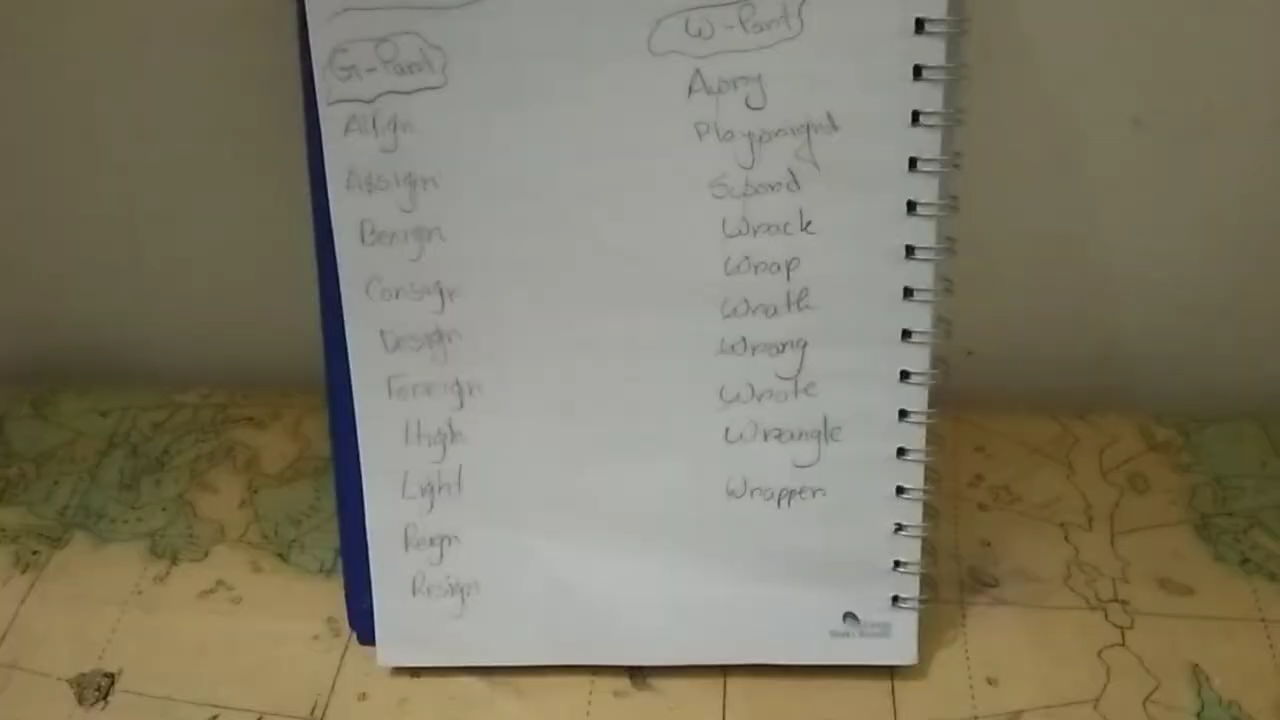 G-Part
Align
Assign
Benign
Consign
Design
Foreign
High
Light
Reign
Resign
W-Part
Awry
Playwright
Sword
Wrack
Wrap
Wrath
Wrong
Wrote
Wrangle
Wrapper